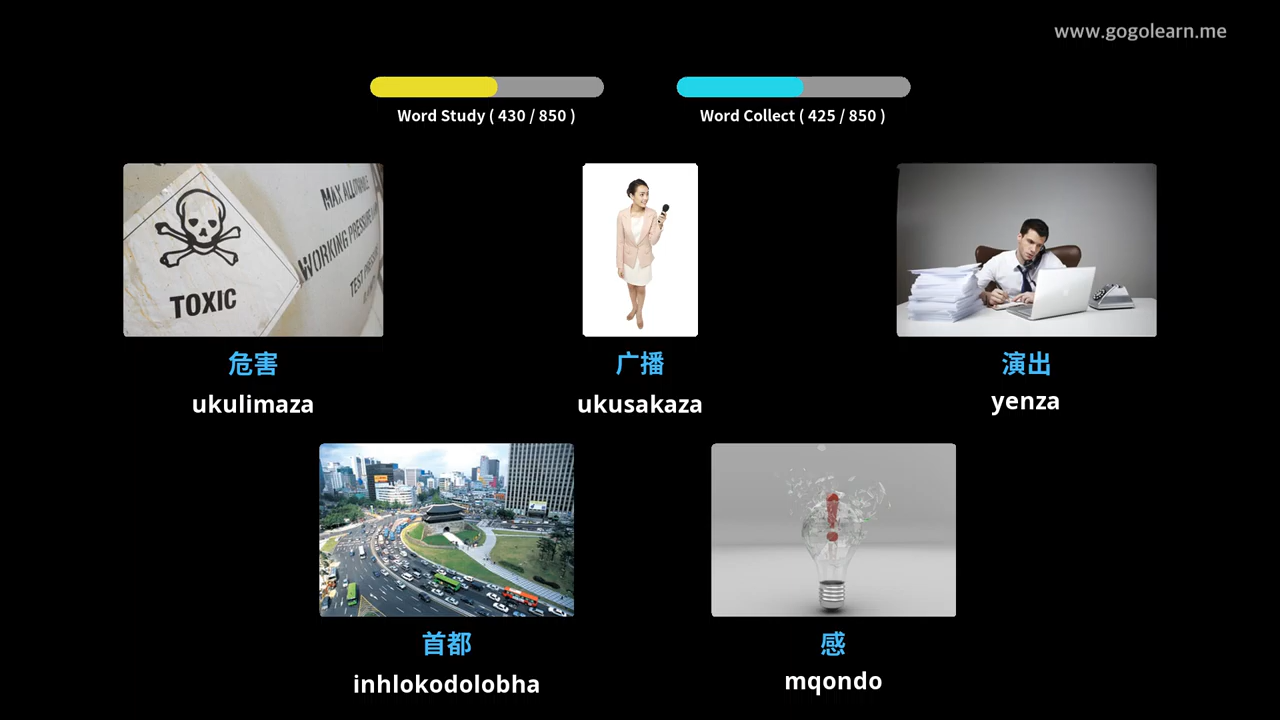 www.gogolearn.me
Word Study ( 430 / 850 )
Word Collect ( 425 / 850 )
TOXIC
MAX ALLOWABLE
WORKING PRESSURE
TEST
危害
ukulimaza
广播
ukusakaza
演出
yenza
首都
inhlokodolobha
感
mqondo